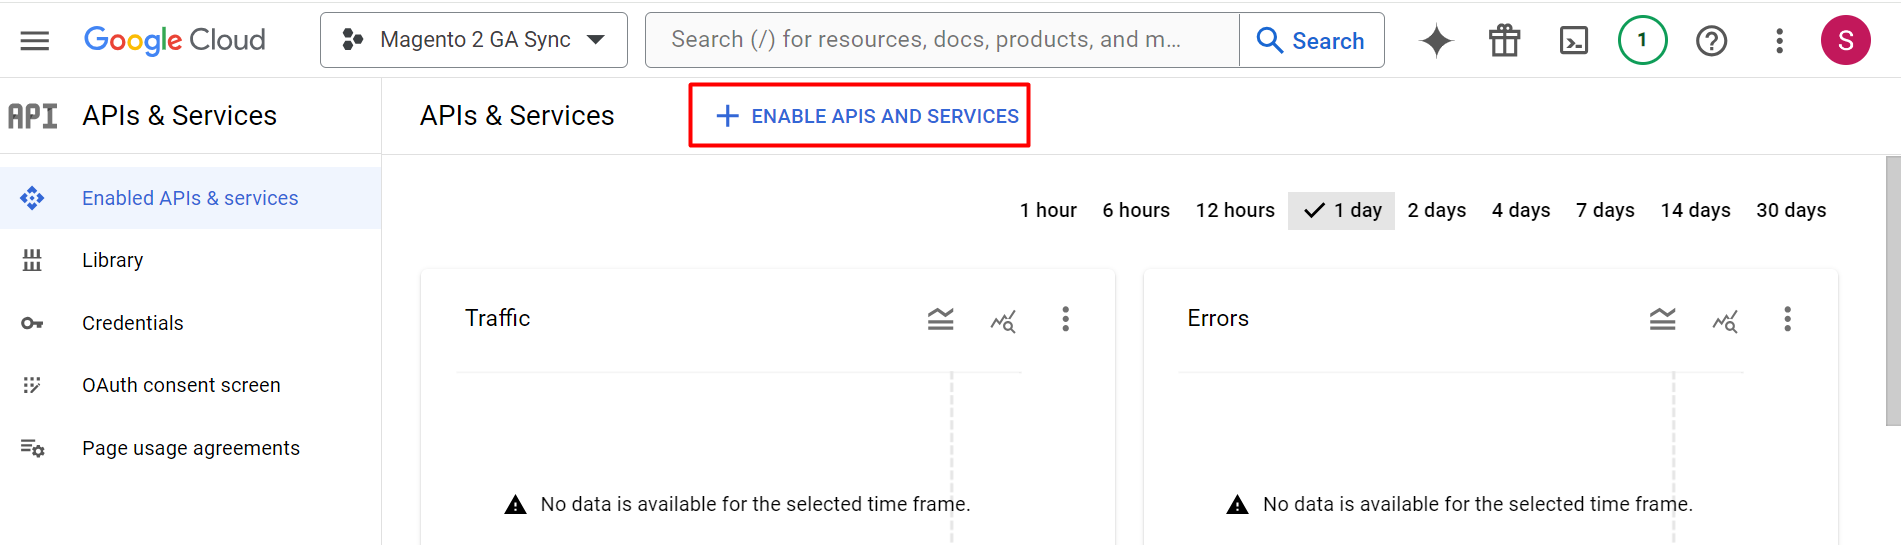 Google Cloud
Magento 2 GA Sync
Search (/) for resources, docs, products, and m...
Search
1
S
API
APIs & Services
APIs & Services
ENABLE APIS AND SERVICES
Enabled APIs & services
Library
Credentials
OAuth consent screen
Page usage agreements
1 hour 6 hours 12 hours 1 day 2 days 4 days 7 days 14 days 30 days
Traffic
No data is available for the selected time frame.
Errors
No data is available for the selected time frame.